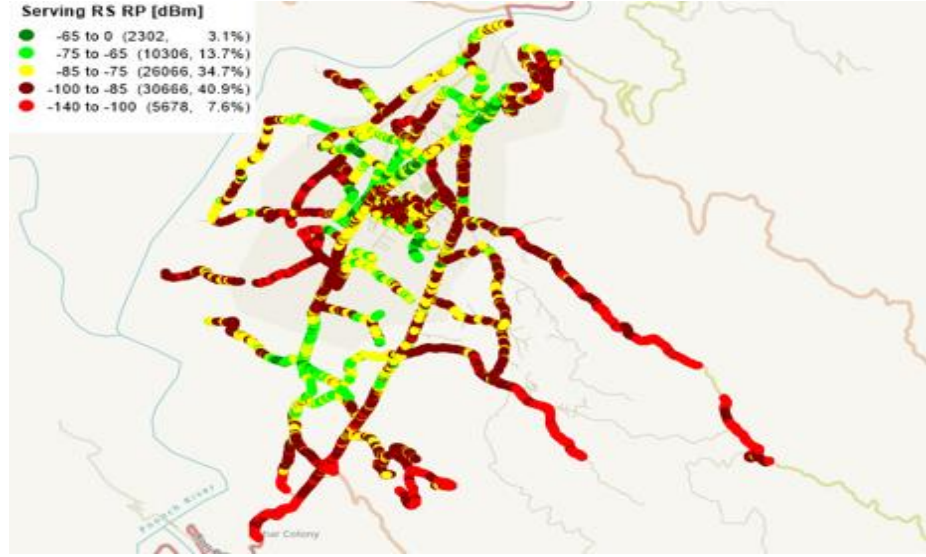 Serving RS RP [dBm]
-65 to 0 (2302, 3.1%)
-75 to -65 (10306, 13.7%)
-85 to -75 (26066, 34.7%)
-100 to -85 (30666, 40.9%)
-140 to -100 (5678, 7.6%)
Poonch River
har Colony